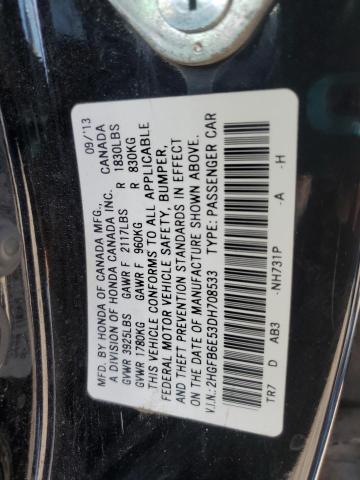 MFD. BY HONDA OF CANADA MFG., 09/'13
A DIVISION OF HONDA CANADA INC. CANADA
GVWR 3925LBS GAWR F 2117LBS R 1830LBS
GVWR 1780KG GAWR F 960KG R 830KG
THIS VEHICLE CONFORMS TO ALL APPLICABLE
FEDERAL MOTOR VEHICLE SAFETY, BUMPER,
AND THEFT PREVENTION STANDARDS IN EFFECT
ON THE DATE OF MANUFACTURE SHOWN ABOVE.
V.I.N.: 2HGFB6E53DH708533 TYPE: PASSENGER CAR
TR7 D AB3 -NH731P -A -H